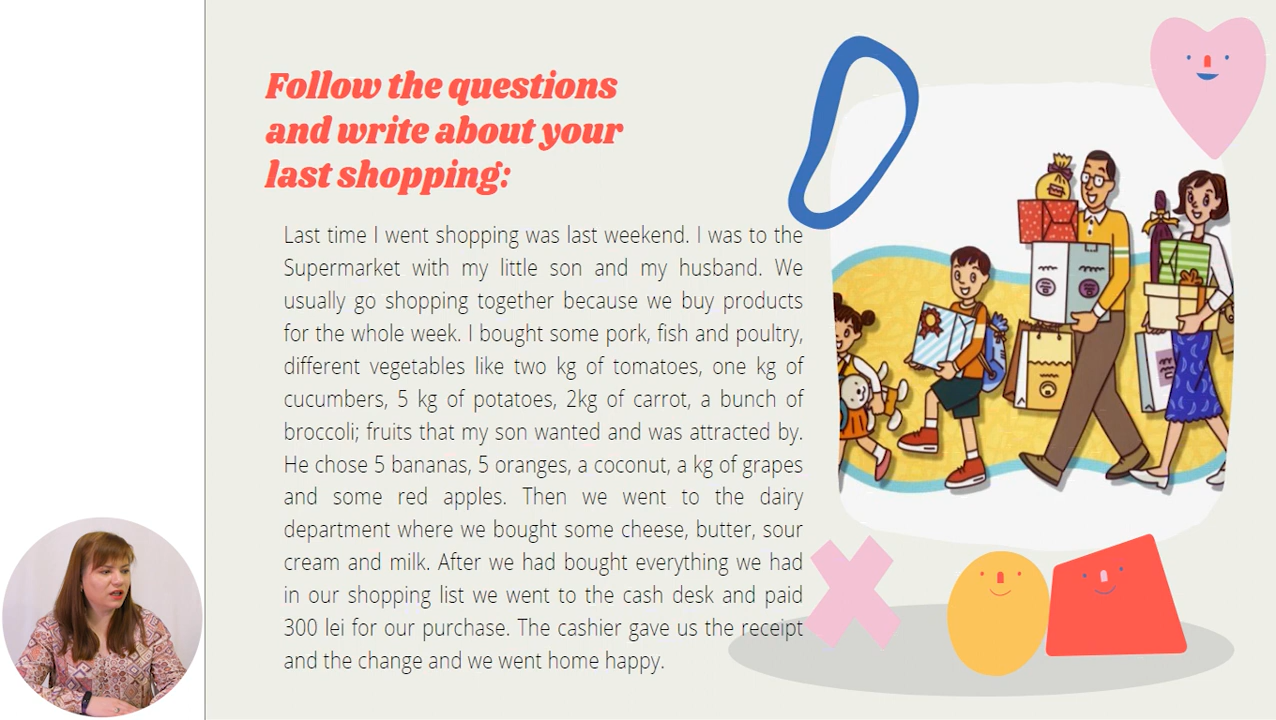 Follow the questions
and write about your
last shopping:
Last time I went shopping was last weekend. I was to the
Supermarket with my little son and my husband. We
usually go shopping together because we buy products
for the whole week. I bought some pork, fish and poultry,
different vegetables like two kg of tomatoes, one kg of
cucumbers, 5 kg of potatoes, 2kg of carrot, a bunch of
broccoli; fruits that my son wanted and was attracted by.
He chose 5 bananas, 5 oranges, a coconut, a kg of grapes
and some red apples. Then we went to the dairy
department where we bought some cheese, butter, sour
cream and milk. After we had bought everything we had
in our shopping list we went to the cash desk and paid
300 lei for our purchase. The cashier gave us the receipt
and the change and we went home happy.